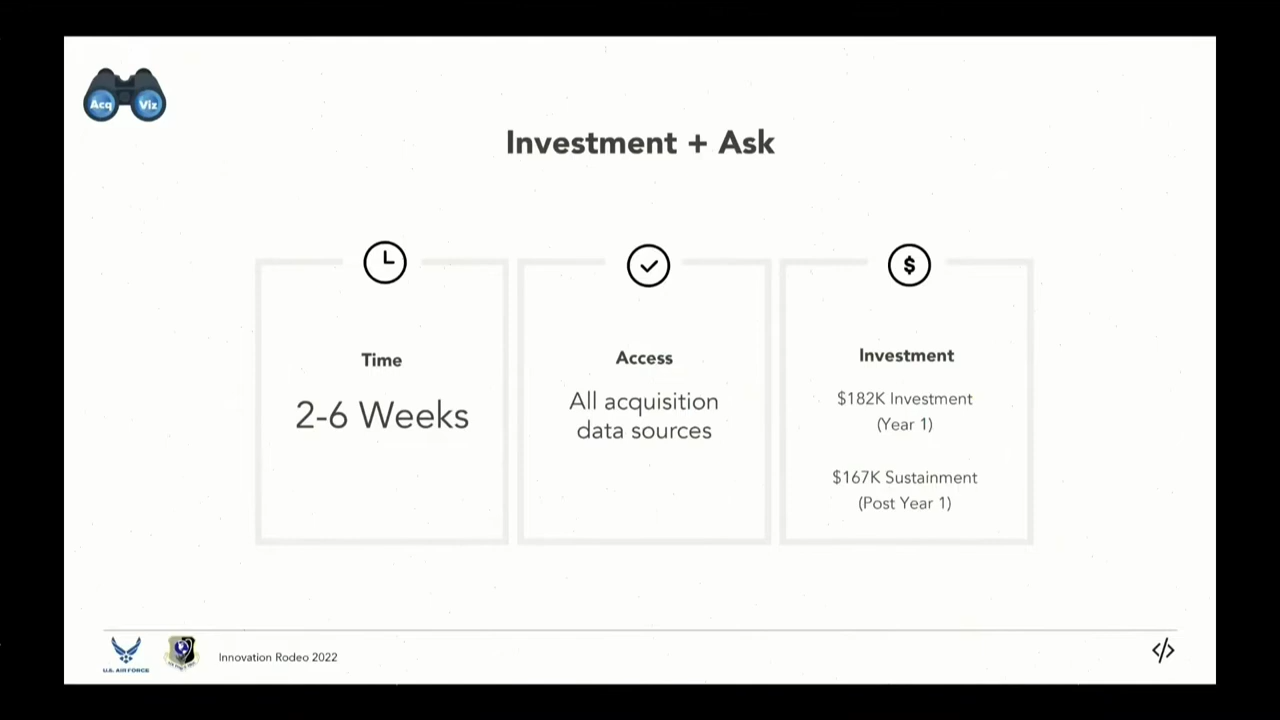 Acq Viz
Investment + Ask
Time
2-6 Weeks
Access
All acquisition
data sources
Investment
$182K Investment
(Year 1)
$167K Sustainment
(Post Year 1)
U.S. AIR FORCE
Innovation Rodeo 2022
</>